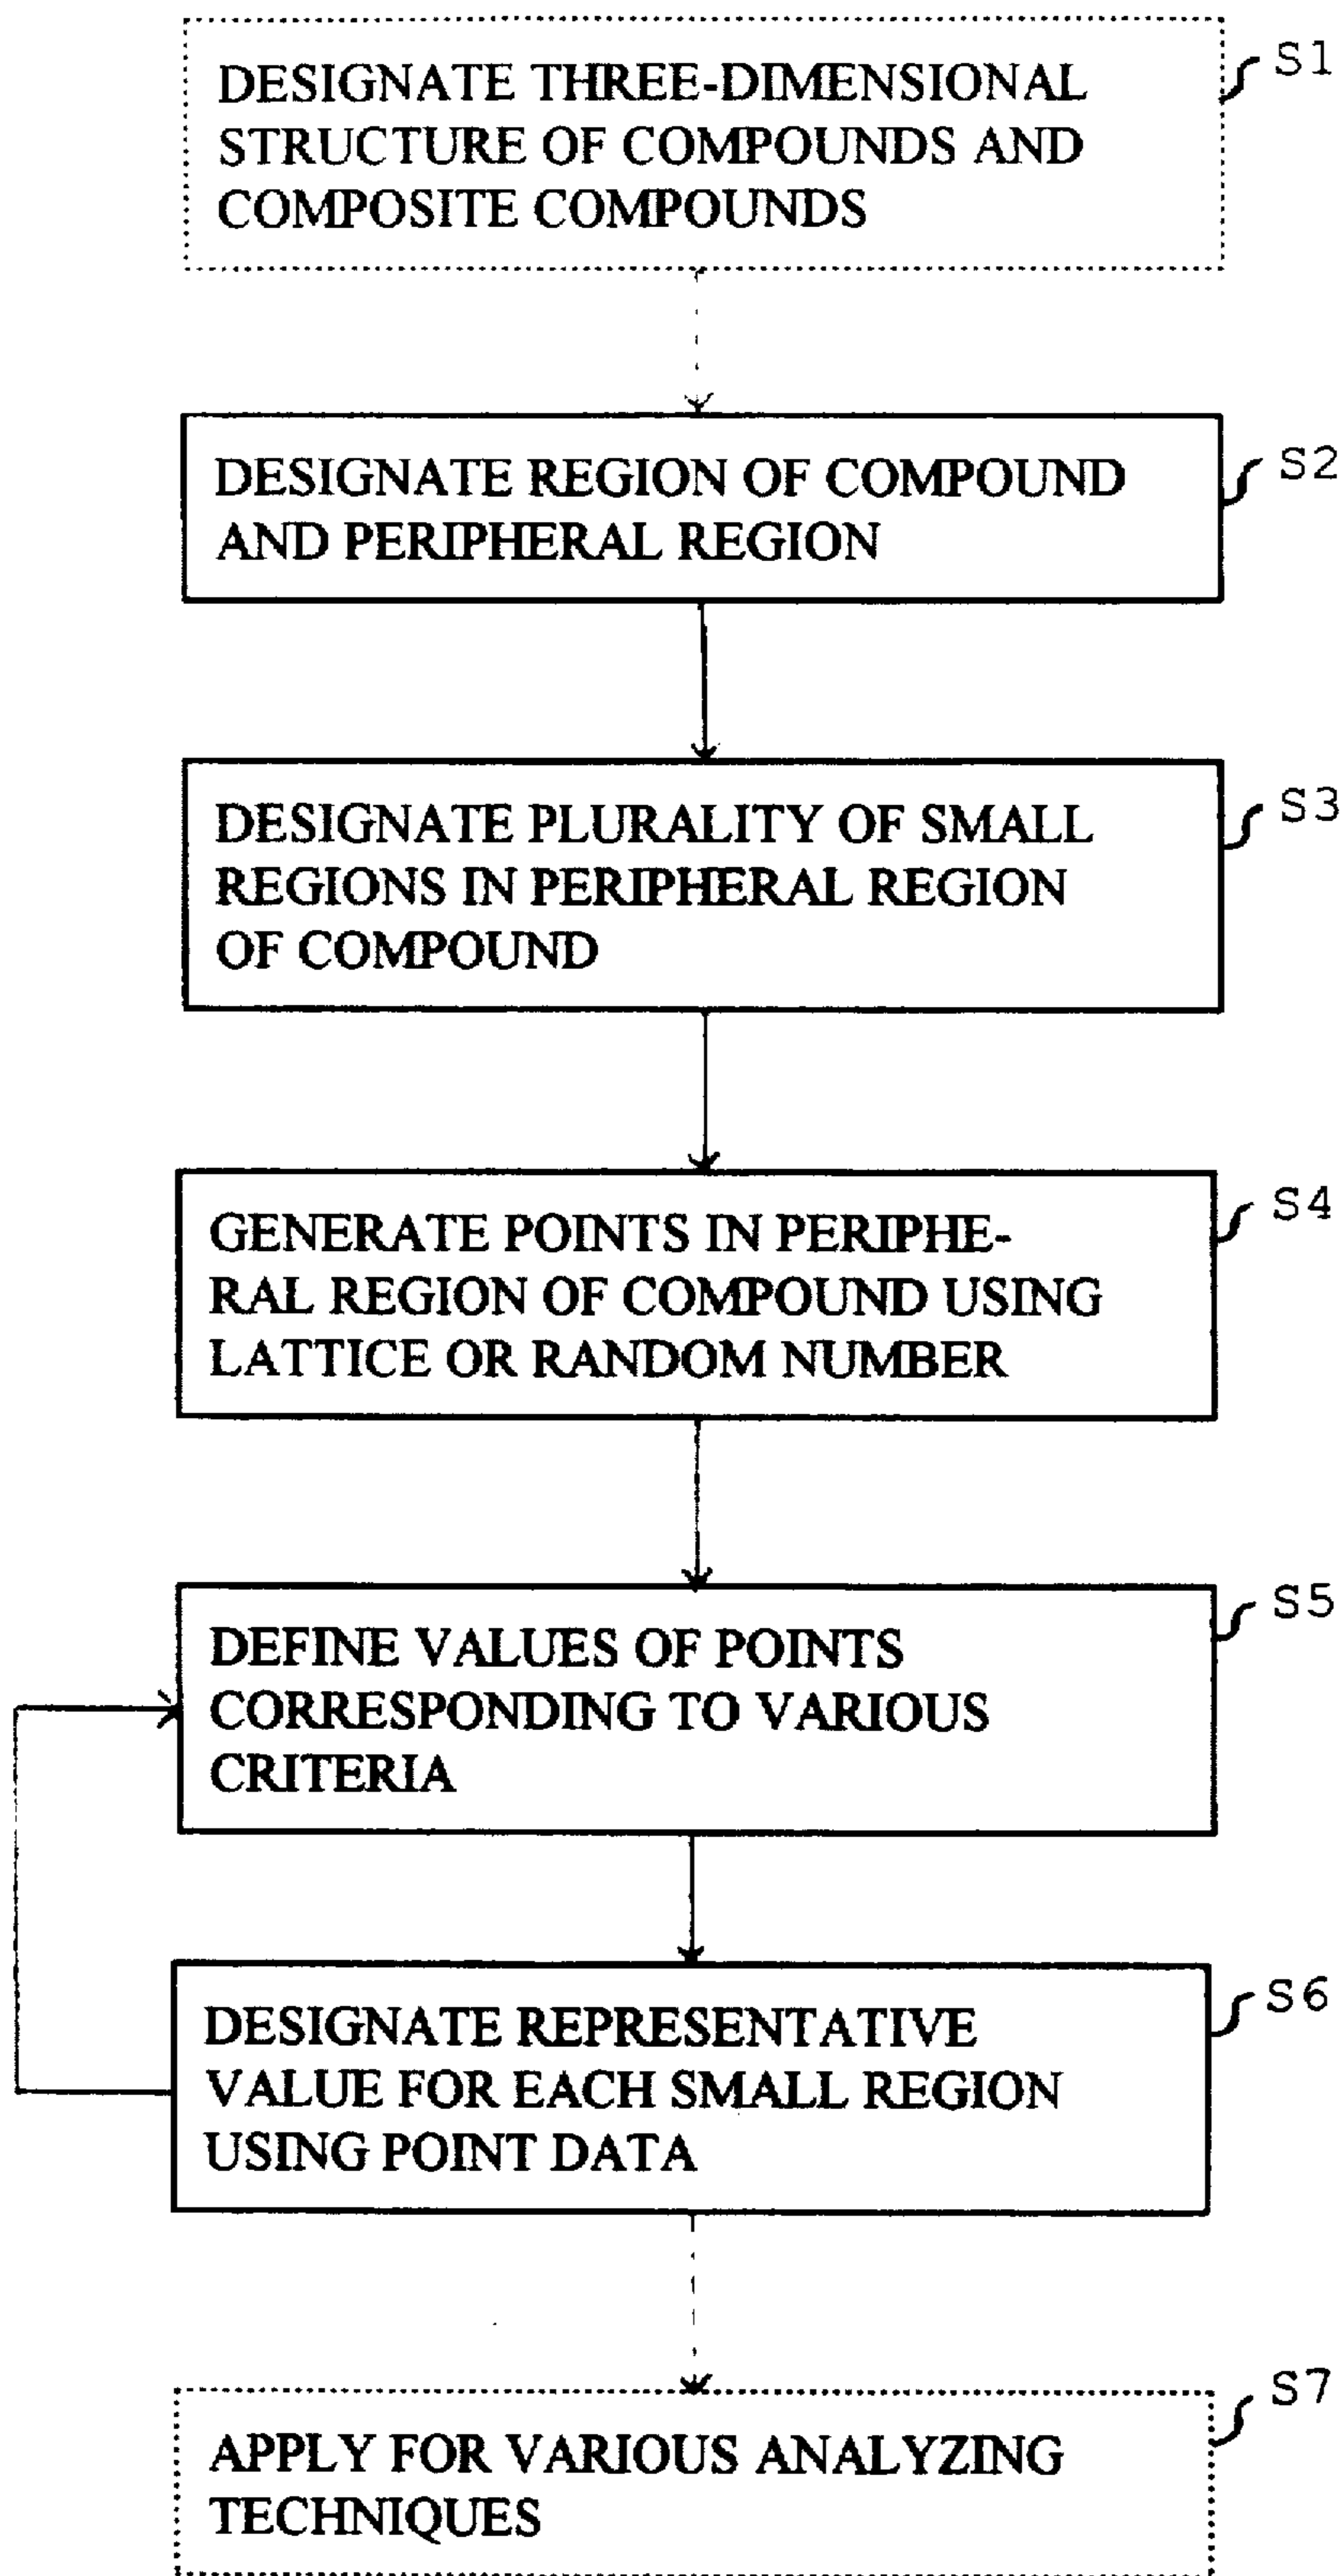 DESIGNATE THREE-DIMENSIONAL
STRUCTURE OF COMPOUNDS AND
COMPOSITE COMPOUNDS
S1
DESIGNATE REGION OF COMPOUND
AND PERIPHERAL REGION
S2
DESIGNATE PLURALITY OF SMALL
REGIONS IN PERIPHERAL REGION
OF COMPOUND
S3
GENERATE POINTS IN PERIPHE-
RAL REGION OF COMPOUND USING
LATTICE OR RANDOM NUMBER
S4
DEFINE VALUES OF POINTS
CORRESPONDING TO VARIOUS
CRITERIA
S5
DESIGNATE REPRESENTATIVE
VALUE FOR EACH SMALL REGION
USING POINT DATA
S6
APPLY FOR VARIOUS ANALYZING
TECHNIQUES
S7